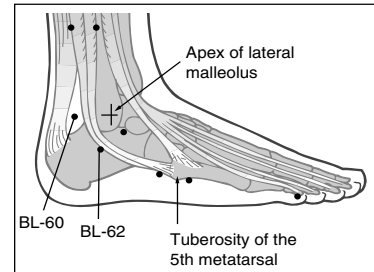 Apex of lateral
malleolus
BL-60
BL-62
Tuberosity of the
5th metatarsal